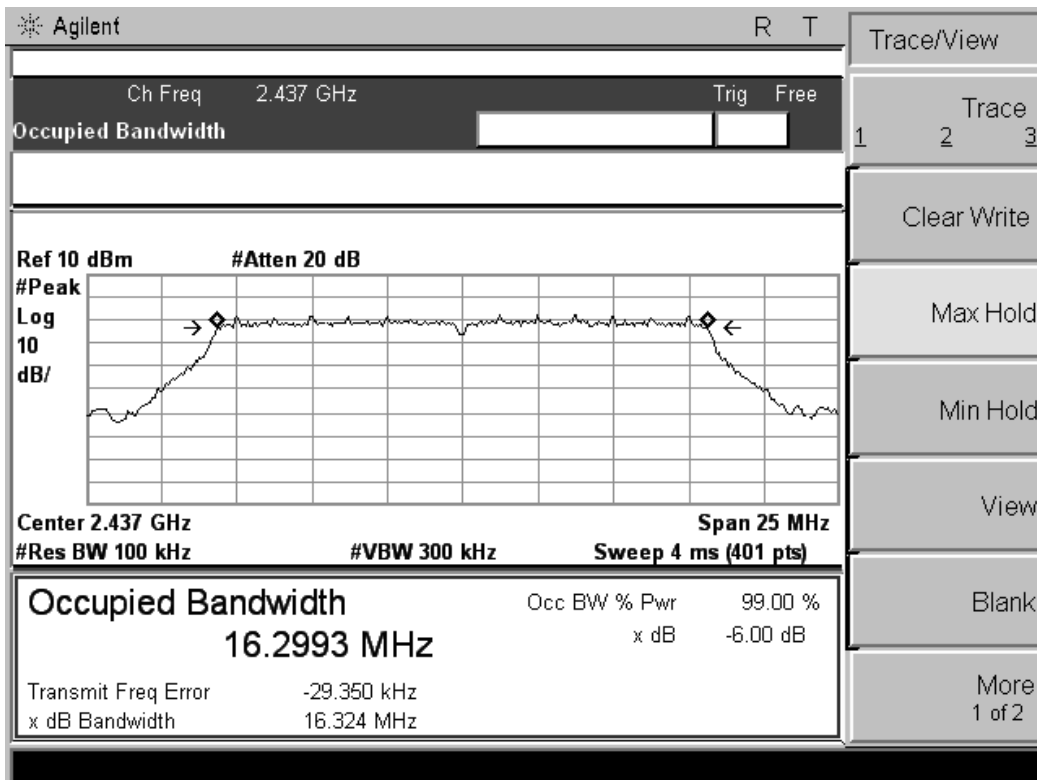 Agilent R T
Trace/View
Ch Freq 2.437 GHz Trig Free
Occupied Bandwidth
Trace
1 2 3
Clear Write
Ref 10 dBm #Atten 20 dB
#Peak
Log
10
dB/
Max Hold
Min Hold
View
Center 2.437 GHz Span 25 MHz
#Res BW 100 kHz #VBW 300 kHz Sweep 4 ms (401 pts)
Occupied Bandwidth
16.2993 MHz
Occ BW % Pwr 99.00 %
x dB -6.00 dB
Transmit Freq Error -29.350 kHz
x dB Bandwidth 16.324 MHz
Blank
More
1 of 2